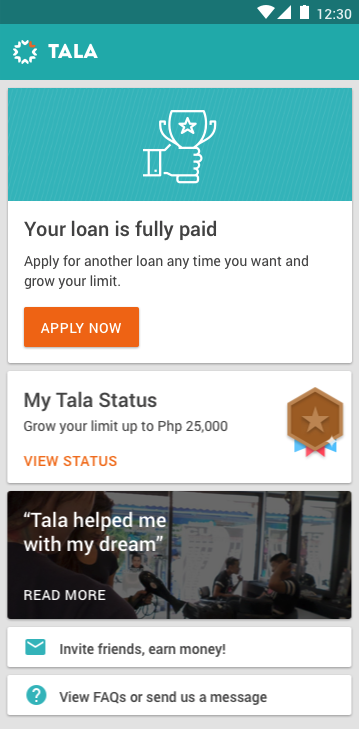 12:30
TALA
Your loan is fully paid
Apply for another loan any time you want and
grow your limit.
APPLY NOW
My Tala Status
Grow your limit up to Php 25,000
VIEW STATUS
“Tala helped me
with my dream”
READ MORE
Invite friends, earn money!
View FAQs or send us a message